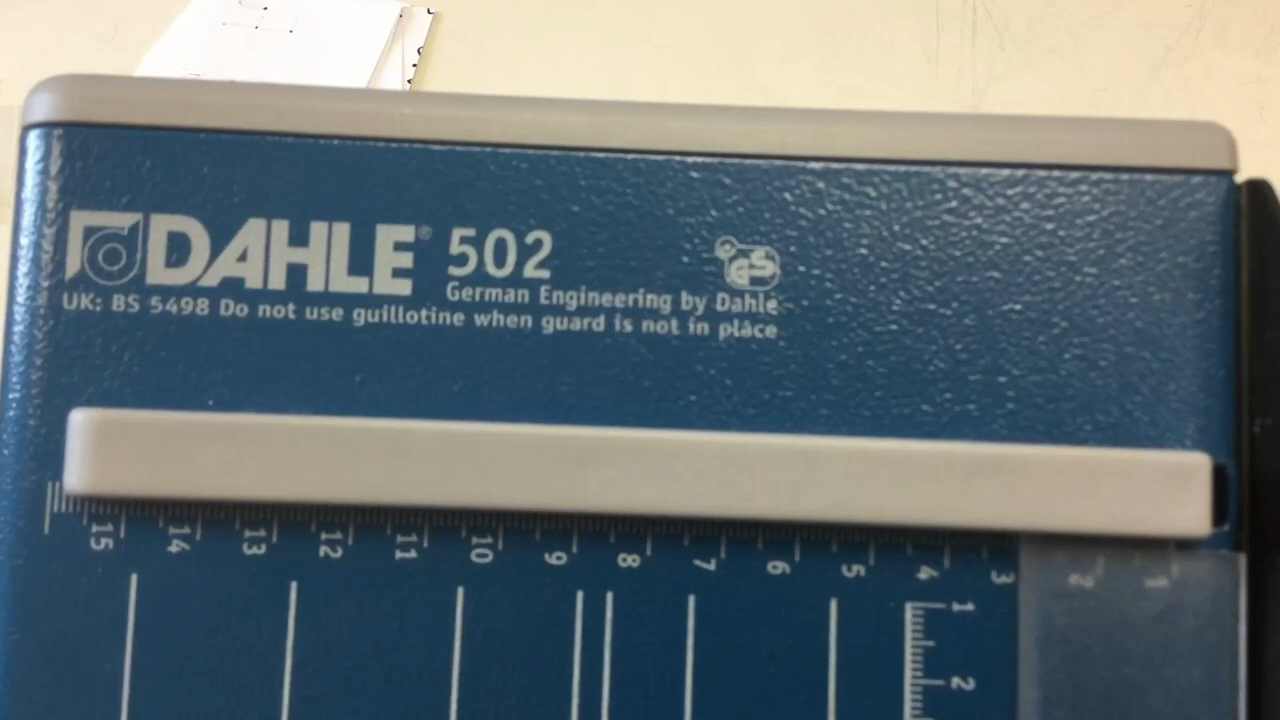 DAHLE® 502
GS
German Engineering by Dahle
UK: BS 5498 Do not use guillotine when guard is not in place
15 14 13 12 11 10 9 8 7 6 5 4 3 2 1
1
2